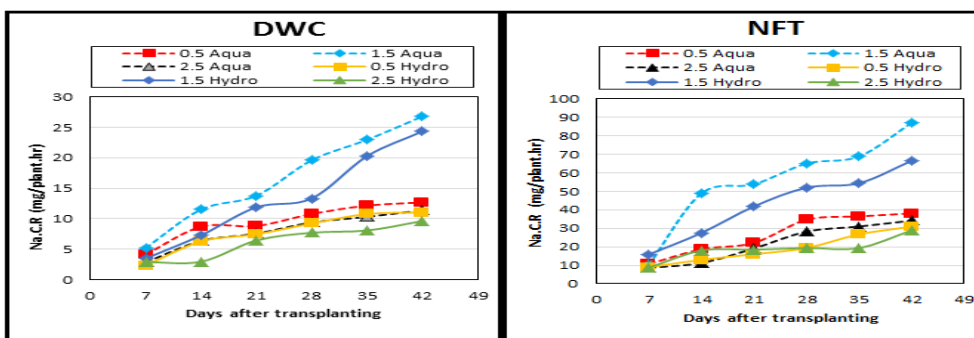 DWC
0.5 Aqua
1.5 Aqua
2.5 Aqua
0.5 Hydro
1.5 Hydro
2.5 Hydro
Na.C.R (mg/plant.hr)
30
25
20
15
10
5
0
0 7 14 21 28 35 42 49
Days after transplanting
NFT
0.5 Aqua
1.5 Aqua
2.5 Aqua
0.5 Hydro
1.5 Hydro
2.5 Hydro
Na.C.R (mg/plant.hr)
100
90
80
70
60
50
40
30
20
10
0
0 7 14 21 28 35 42 49
Days after transplanting